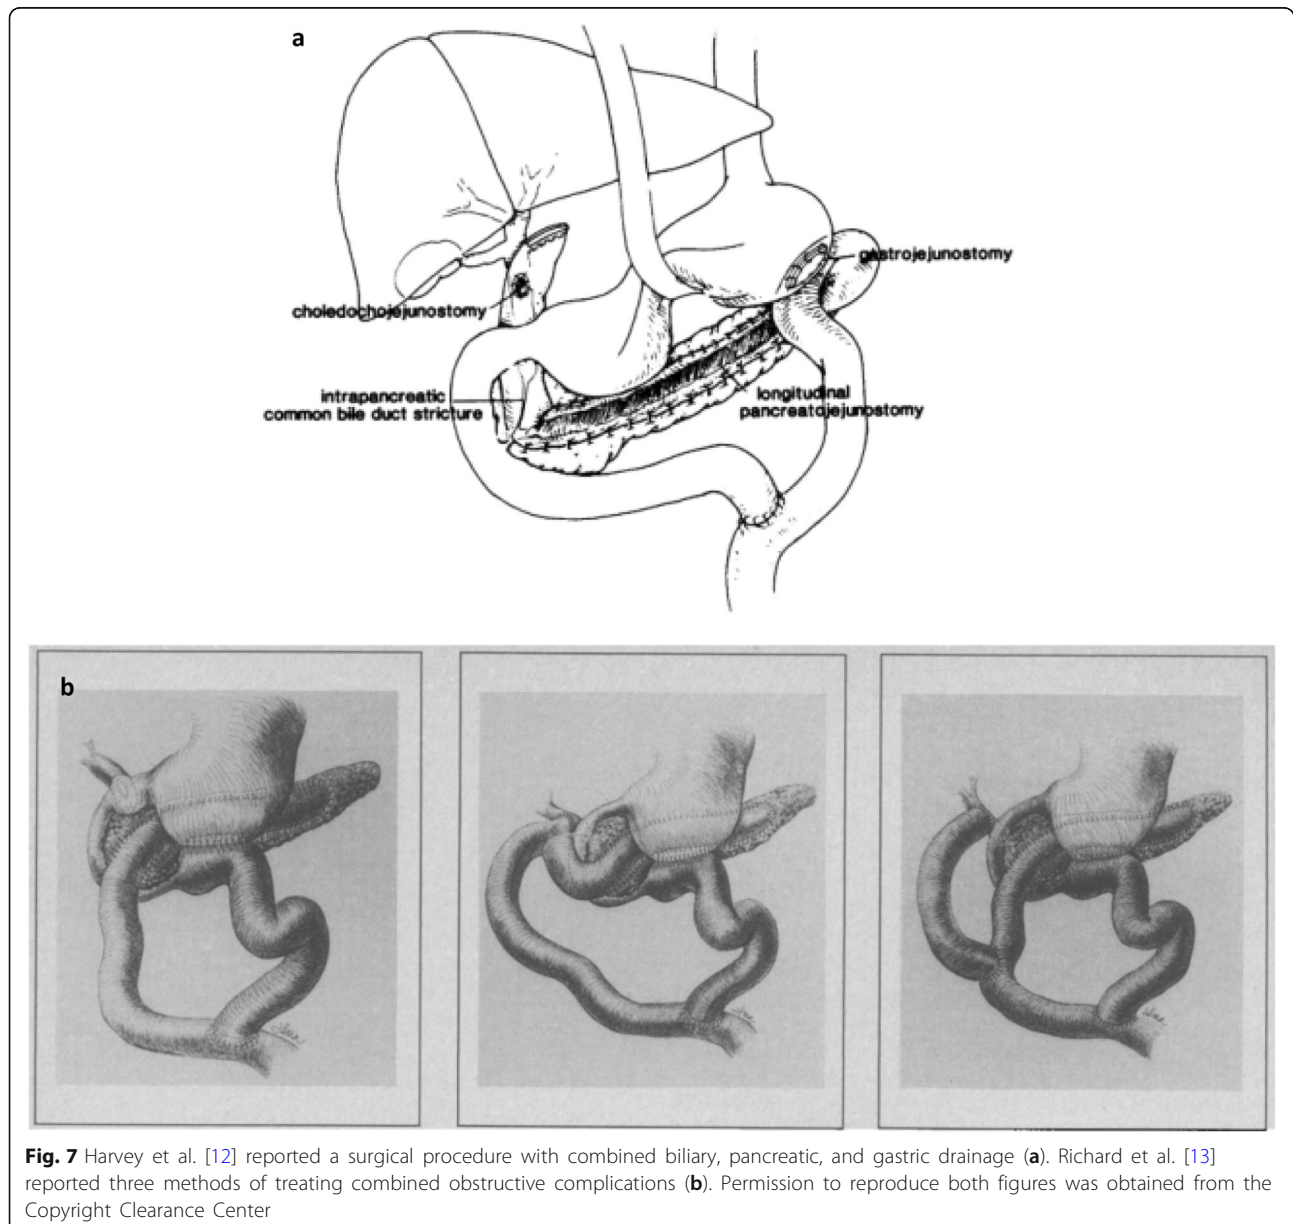 a
gastrojejunostomy
choledochojejunostomy
intrapancreatic
common bile duct stricture
longitudinal
pancreatojejunostomy
b
Fig. 7 Harvey et al. [12] reported a surgical procedure with combined biliary, pancreatic, and gastric drainage (a). Richard et al. [13]
reported three methods of treating combined obstructive complications (b). Permission to reproduce both figures was obtained from the
Copyright Clearance Center